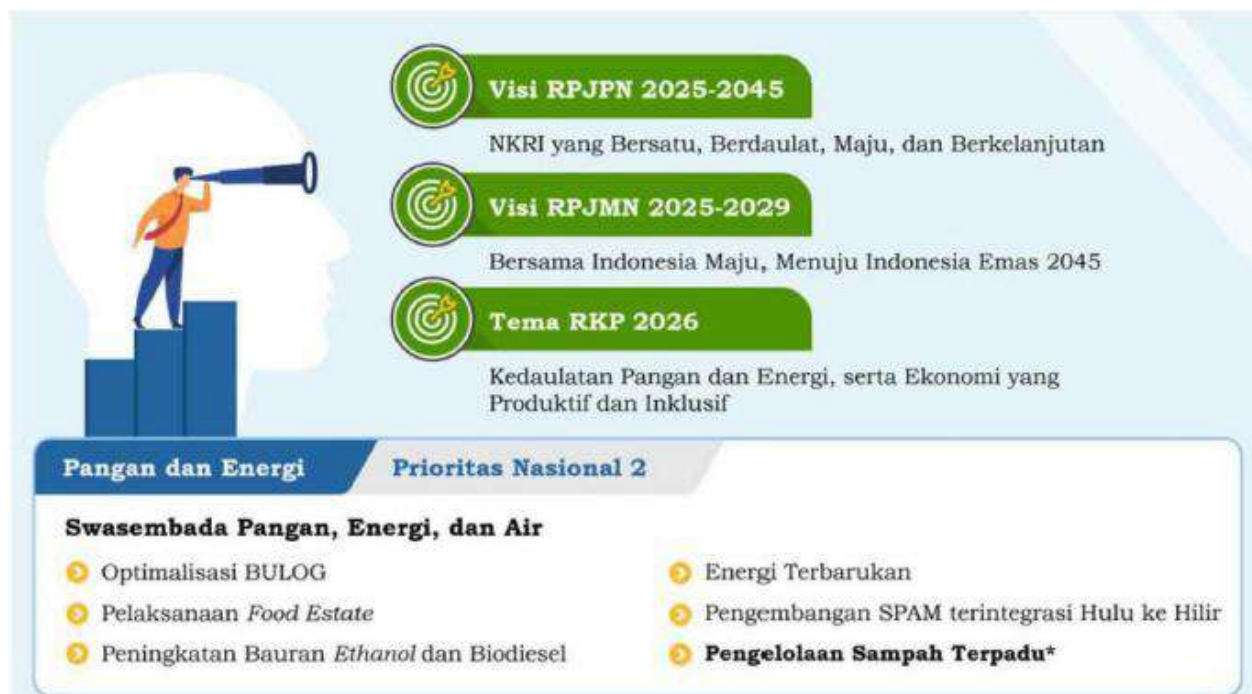 Visi RPJPN 2025-2045
NKRI yang Bersatu, Berdaulat, Maju, dan Berkelanjutan
Visi RPJMN 2025-2029
Bersama Indonesia Maju, Menuju Indonesia Emas 2045
Tema RKP 2026
Kedaulatan Pangan dan Energi, serta Ekonomi yang
Produktif dan Inklusif
Pangan dan Energi
Prioritas Nasional 2
Swasembada Pangan, Energi, dan Air
Optimalisasi BULOG
Pelaksanaan Food Estate
Peningkatan Bauran Ethanol dan Biodiesel
Energi Terbarukan
Pengembangan SPAM terintegrasi Hulu ke Hilir
Pengelolaan Sampah Terpadu*